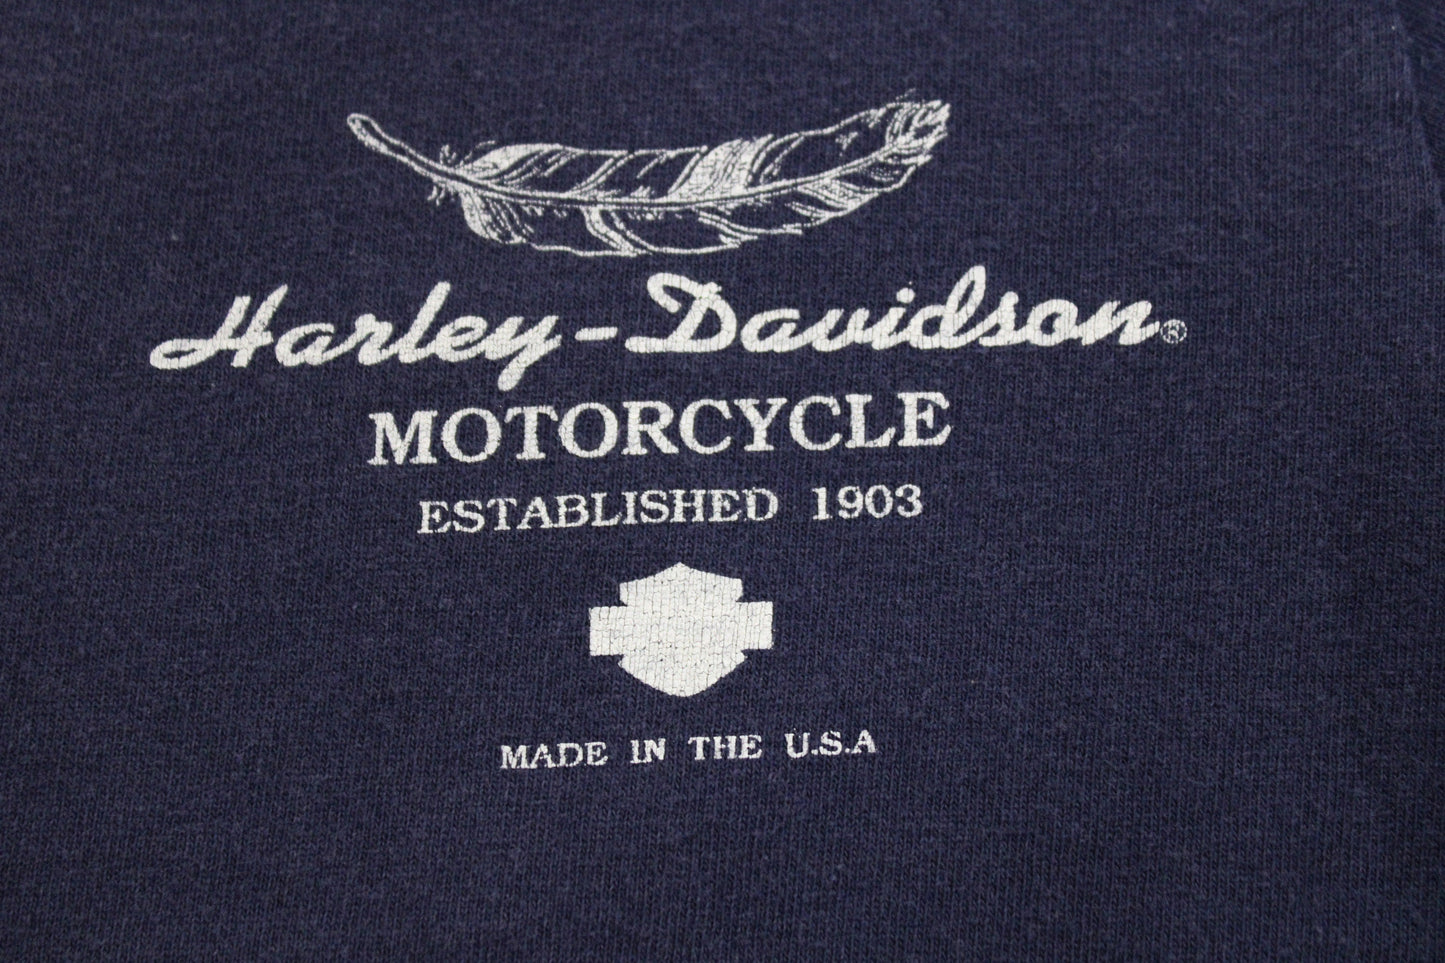 Harley-Davidson®
MOTORCYCLE
ESTABLISHED 1903
MADE IN THE U.S.A